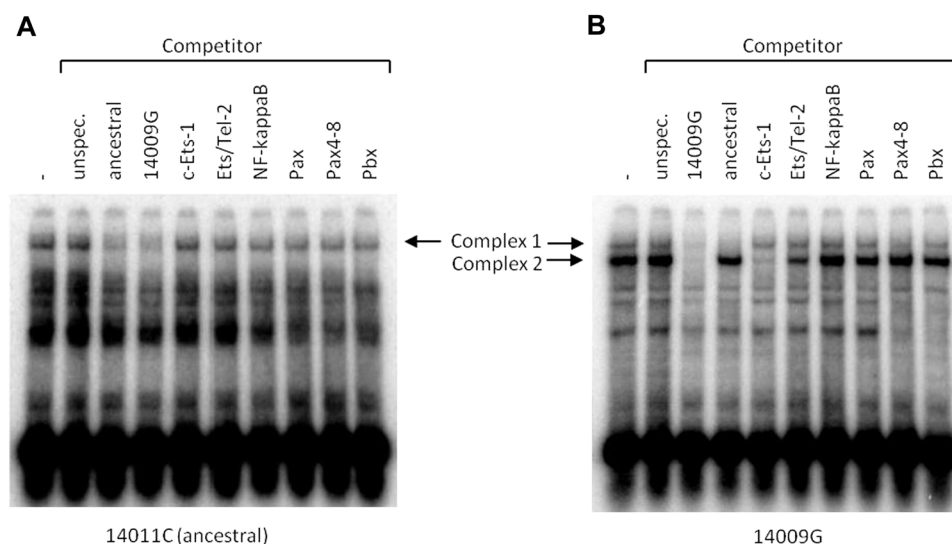 A
Competitor
-
unspec.
ancestral
14009G
c-Ets-1
Ets/Tel-2
NF-kappaB
Pax
Pax4-8
Pbx
14011C (ancestral)
Complex 1
Complex 2
B
Competitor
-
unspec.
14009G
ancestral
c-Ets-1
Ets/Tel-2
NF-kappaB
Pax
Pax4-8
Pbx
14009G